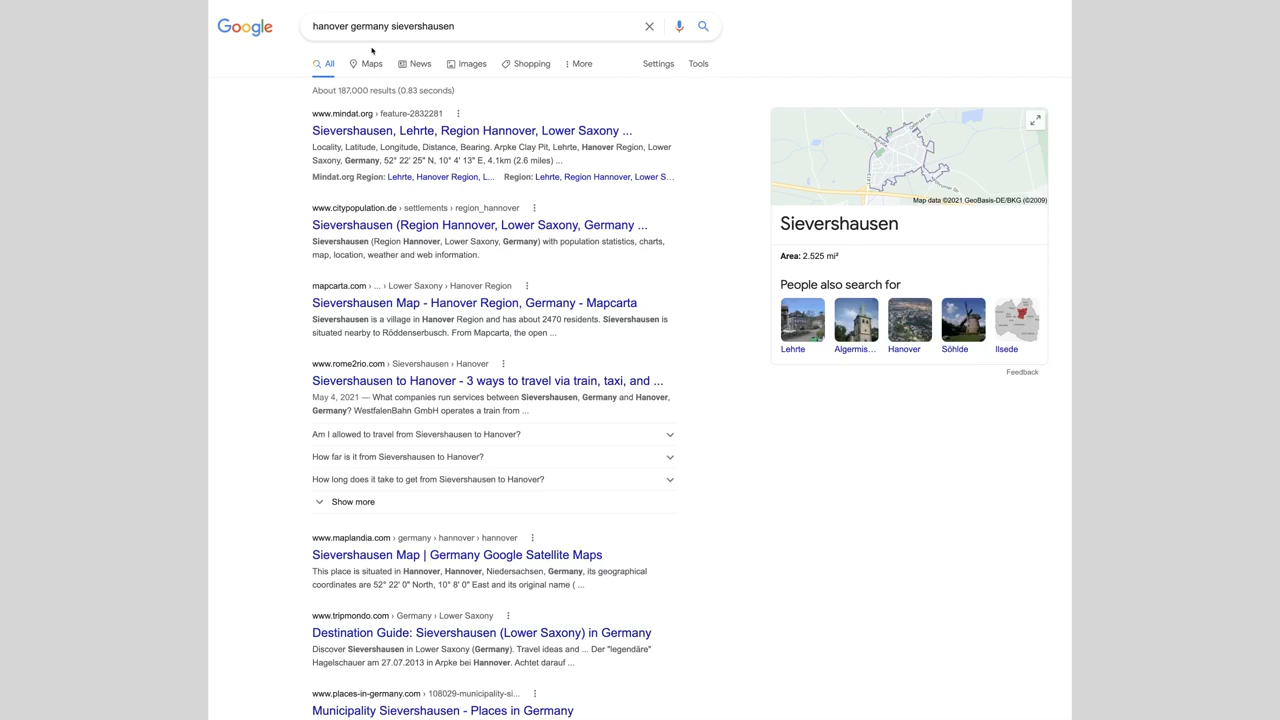 Google
hanover germany sievershausen
All Maps News Images Shopping More Settings Tools
About 187,000 results (0.83 seconds)
www.mindat.org › feature-2832281
Sievershausen, Lehrte, Region Hannover, Lower Saxony ...
Locality, Latitude, Longitude, Distance, Bearing. Arpke Clay Pit, Lehrte, Hanover Region, Lower
Saxony, Germany, 52° 22' 25" N, 10° 4' 13" E, 4.1km (2.6 miles) ...
Mindat.org Region: Lehrte, Hanover Region, L... Region: Lehrte, Region Hannover, Lower S...
www.citypopulation.de › settlements › region_hannover
Sievershausen (Region Hannover, Lower Saxony, Germany ...
Sievershausen (Region Hannover, Lower Saxony, Germany) with population statistics, charts,
map, location, weather and web information.
mapcarta.com › ... › Lower Saxony › Hanover Region
Sievershausen Map - Hanover Region, Germany - Mapcarta
Sievershausen is a village in Hanover Region and has about 2470 residents. Sievershausen is
situated nearby to Röddenserbusch. From Mapcarta, the open ...
www.rome2rio.com › Sievershausen › Hanover
Sievershausen to Hanover - 3 ways to travel via train, taxi, and ...
May 4, 2021 — What companies run services between Sievershausen, Germany and Hanover,
Germany? WestfalenBahn GmbH operates a train from ...
Am I allowed to travel from Sievershausen to Hanover?
How far is it from Sievershausen to Hanover?
How long does it take to get from Sievershausen to Hanover?
Show more
www.maplandia.com › germany › hannover › hannover
Sievershausen Map | Germany Google Satellite Maps
This place is situated in Hannover, Hannover, Niedersachsen, Germany, its geographical
coordinates are 52° 22' 0" North, 10° 8' 0" East and its original name ( ...
www.tripmondo.com › Germany › Lower Saxony
Destination Guide: Sievershausen (Lower Saxony) in Germany
Discover Sievershausen in Lower Saxony (Germany). Travel ideas and ... Der "legendäre"
Hagelschauer am 27.07.2013 in Arpke bei Hannover. Achtet darauf ...
www.places-in-germany.com › 108029-municipality-si...
Municipality Sievershausen - Places in Germany
Map data ©2021 GeoBasis-DE/BKG (©2009)
Sievershausen
Area: 2.525 mi²
People also search for
Lehrte Algermis... Hanover Söhlde Ilsede
Feedback